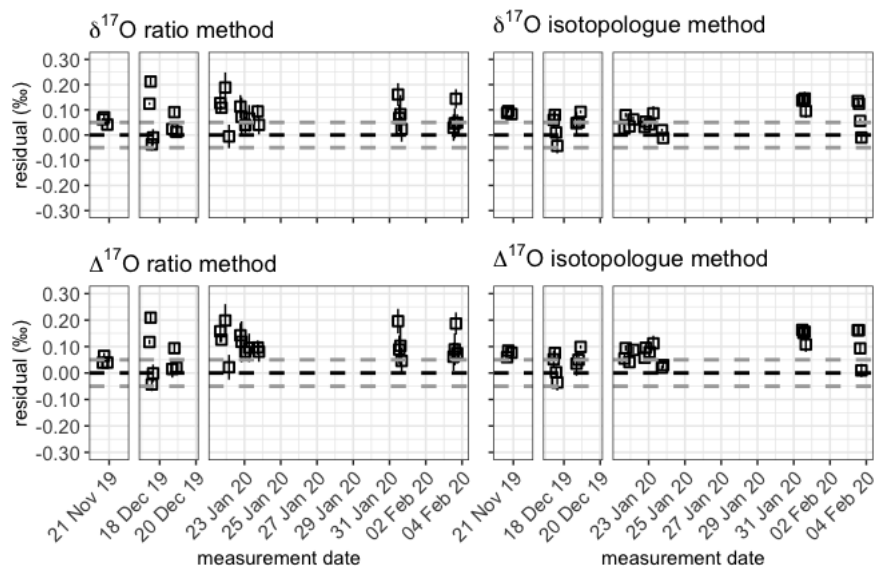 δ¹⁷O ratio method
δ¹⁷O isotopologue method
residual (‰)
0.30
0.20
0.10
0.00
-0.10
-0.20
-0.30
Δ¹⁷O ratio method
Δ¹⁷O isotopologue method
residual (‰)
0.30
0.20
0.10
0.00
-0.10
-0.20
-0.30
21 Nov 19
18 Dec 19
20 Dec 19
23 Jan 20
25 Jan 20
27 Jan 20
29 Jan 20
31 Jan 20
02 Feb 20
04 Feb 20
21 Nov 19
18 Dec 19
20 Dec 19
23 Jan 20
25 Jan 20
27 Jan 20
29 Jan 20
31 Jan 20
02 Feb 20
04 Feb 20
measurement date
measurement date